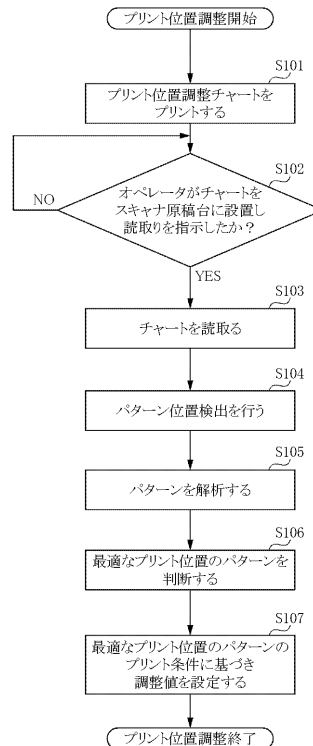 プリント位置調整開始
S101
プリント位置調整チャートを
プリントする
S102
オペレータがチャートを
スキャナ原稿台に設置し
読取りを指示したか？
NO
YES
S103
チャートを読取る
S104
パターン位置検出を行う
S105
パターンを解析する
S106
最適なプリント位置のパターンを
判断する
S107
最適なプリント位置のパターンの
プリント条件に基づき
調整値を設定する
プリント位置調整終了